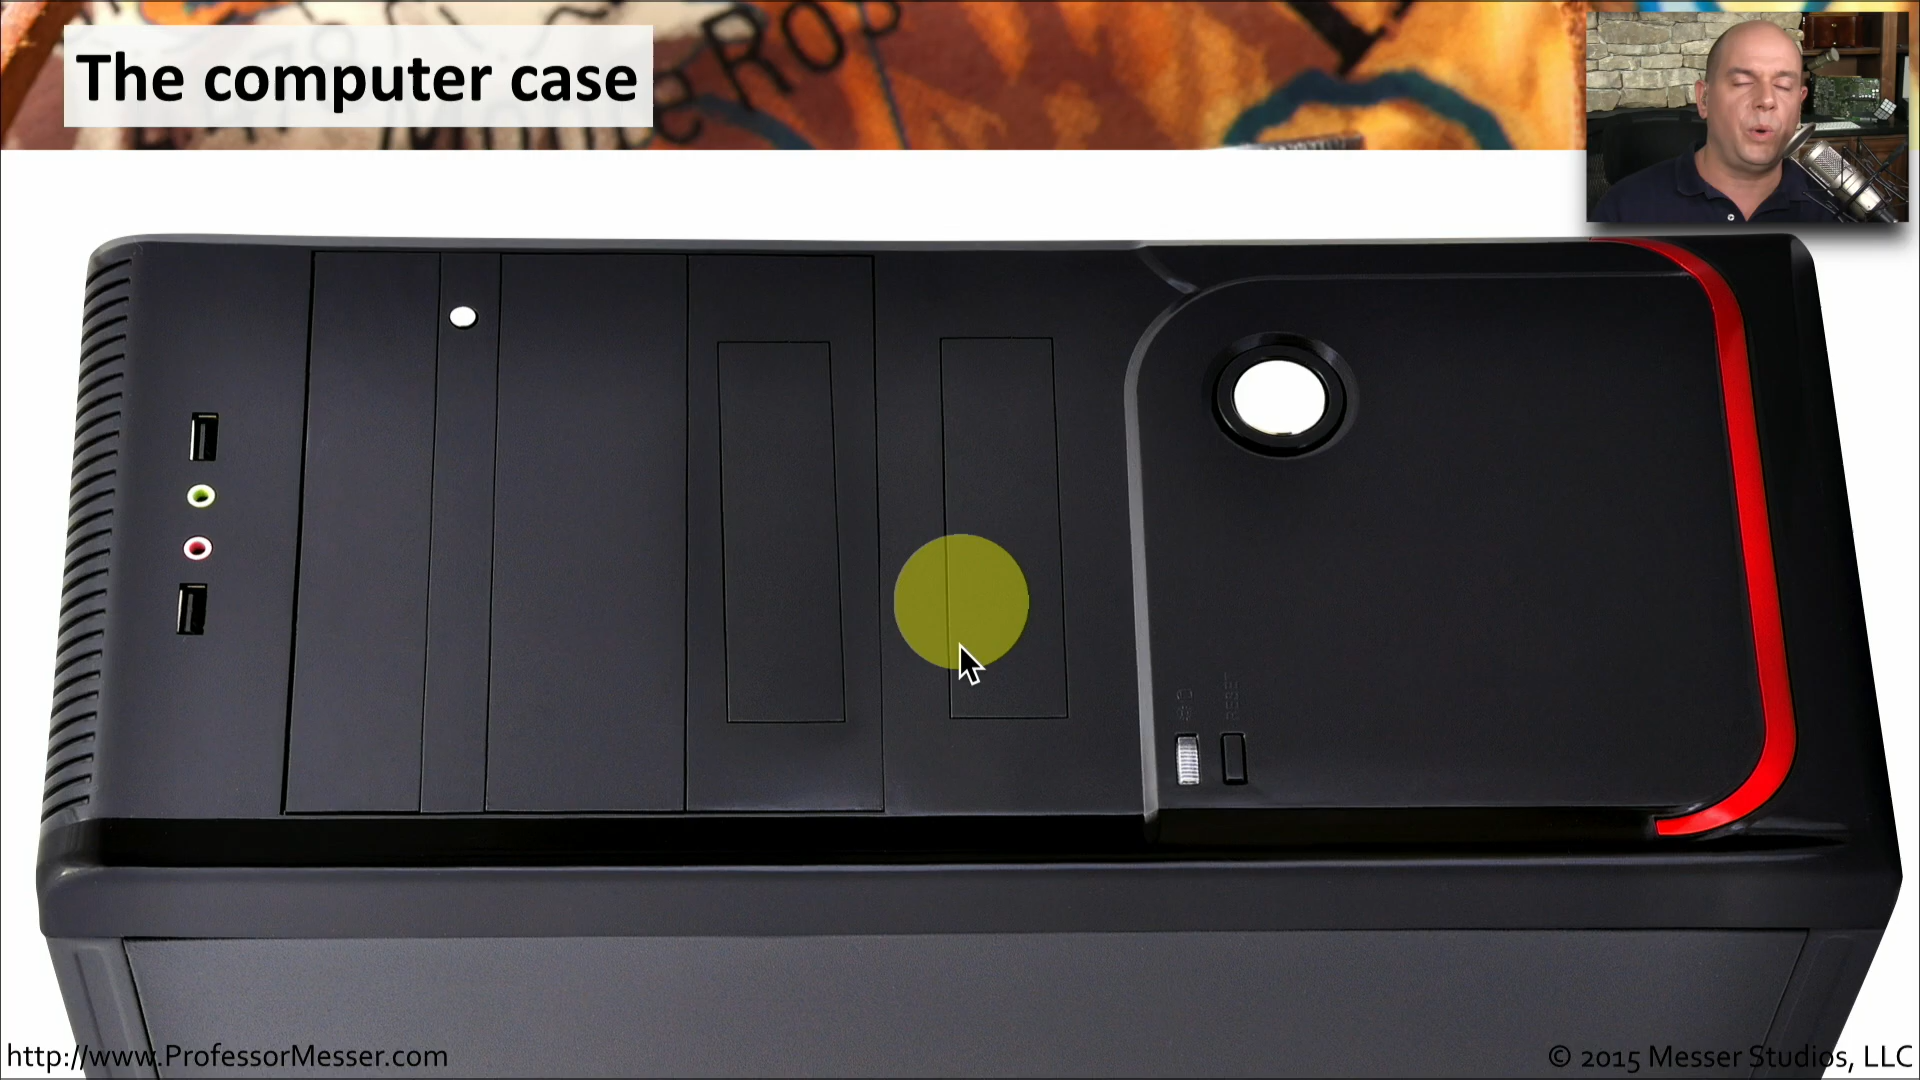 The computer case
RESET
http://www.ProfessorMesser.com
© 2015 Messer Studios, LLC